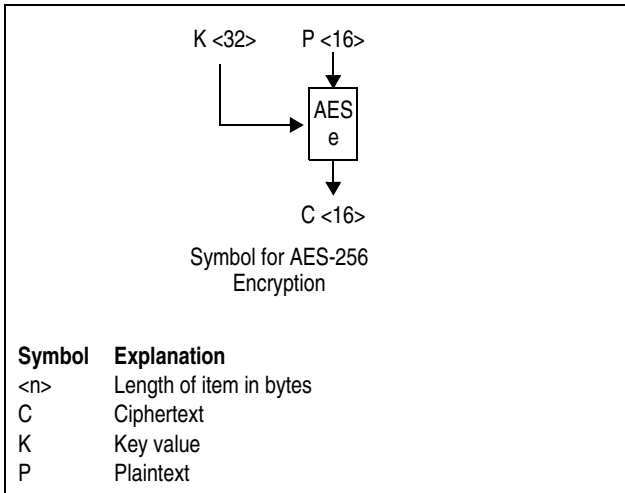 K <32> P <16>
AES
e
C <16>
Symbol for AES-256
Encryption
Symbol Explanation
<n> Length of item in bytes
C Ciphertext
K Key value
P Plaintext